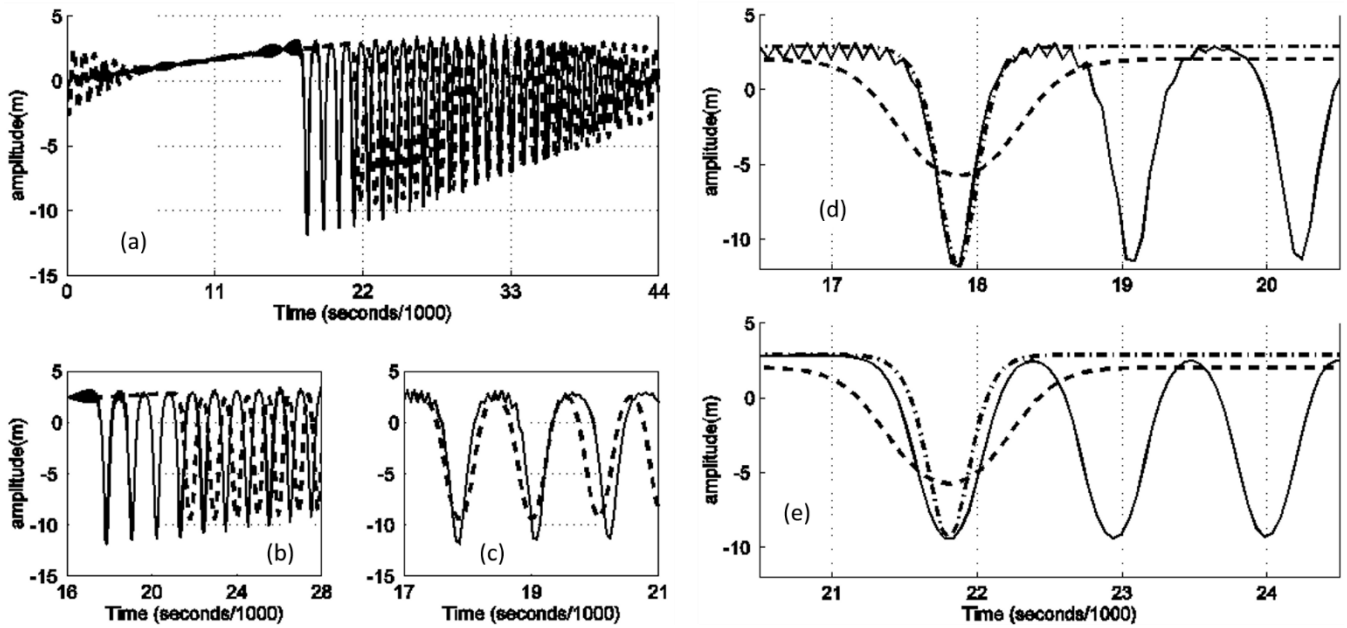 5
0
-5
-10
-15
amplitude(m)
(a)
0 11 22 33 44
Time (seconds/1000)
5
0
-5
-10
-15
amplitude(m)
(b)
16 20 24 28
Time (seconds/1000)
5
0
-5
-10
-15
(c)
17 19 21
Time (seconds/1000)
5
0
-5
-10
amplitude(m)
(d)
17 18 19 20
5
0
-5
-10
amplitude(m)
(e)
21 22 23 24
Time (seconds/1000)